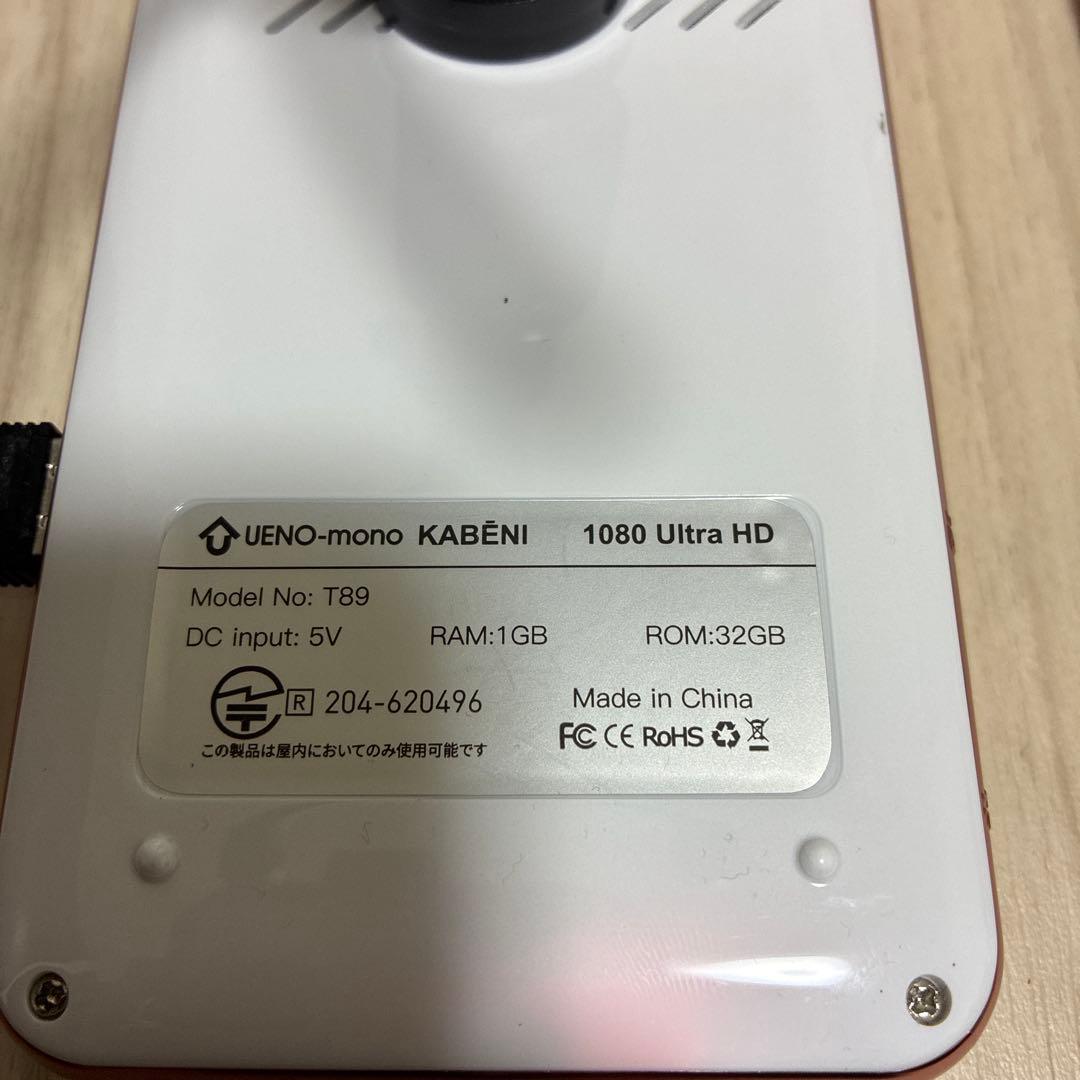 UENO-mono KABĒNI 1080 Ultra HD
Model No: T89
DC input: 5V RAM:1GB ROM:32GB
R 204-620496 Made in China
FC CE RoHS
この製品は屋内においてのみ使用可能です